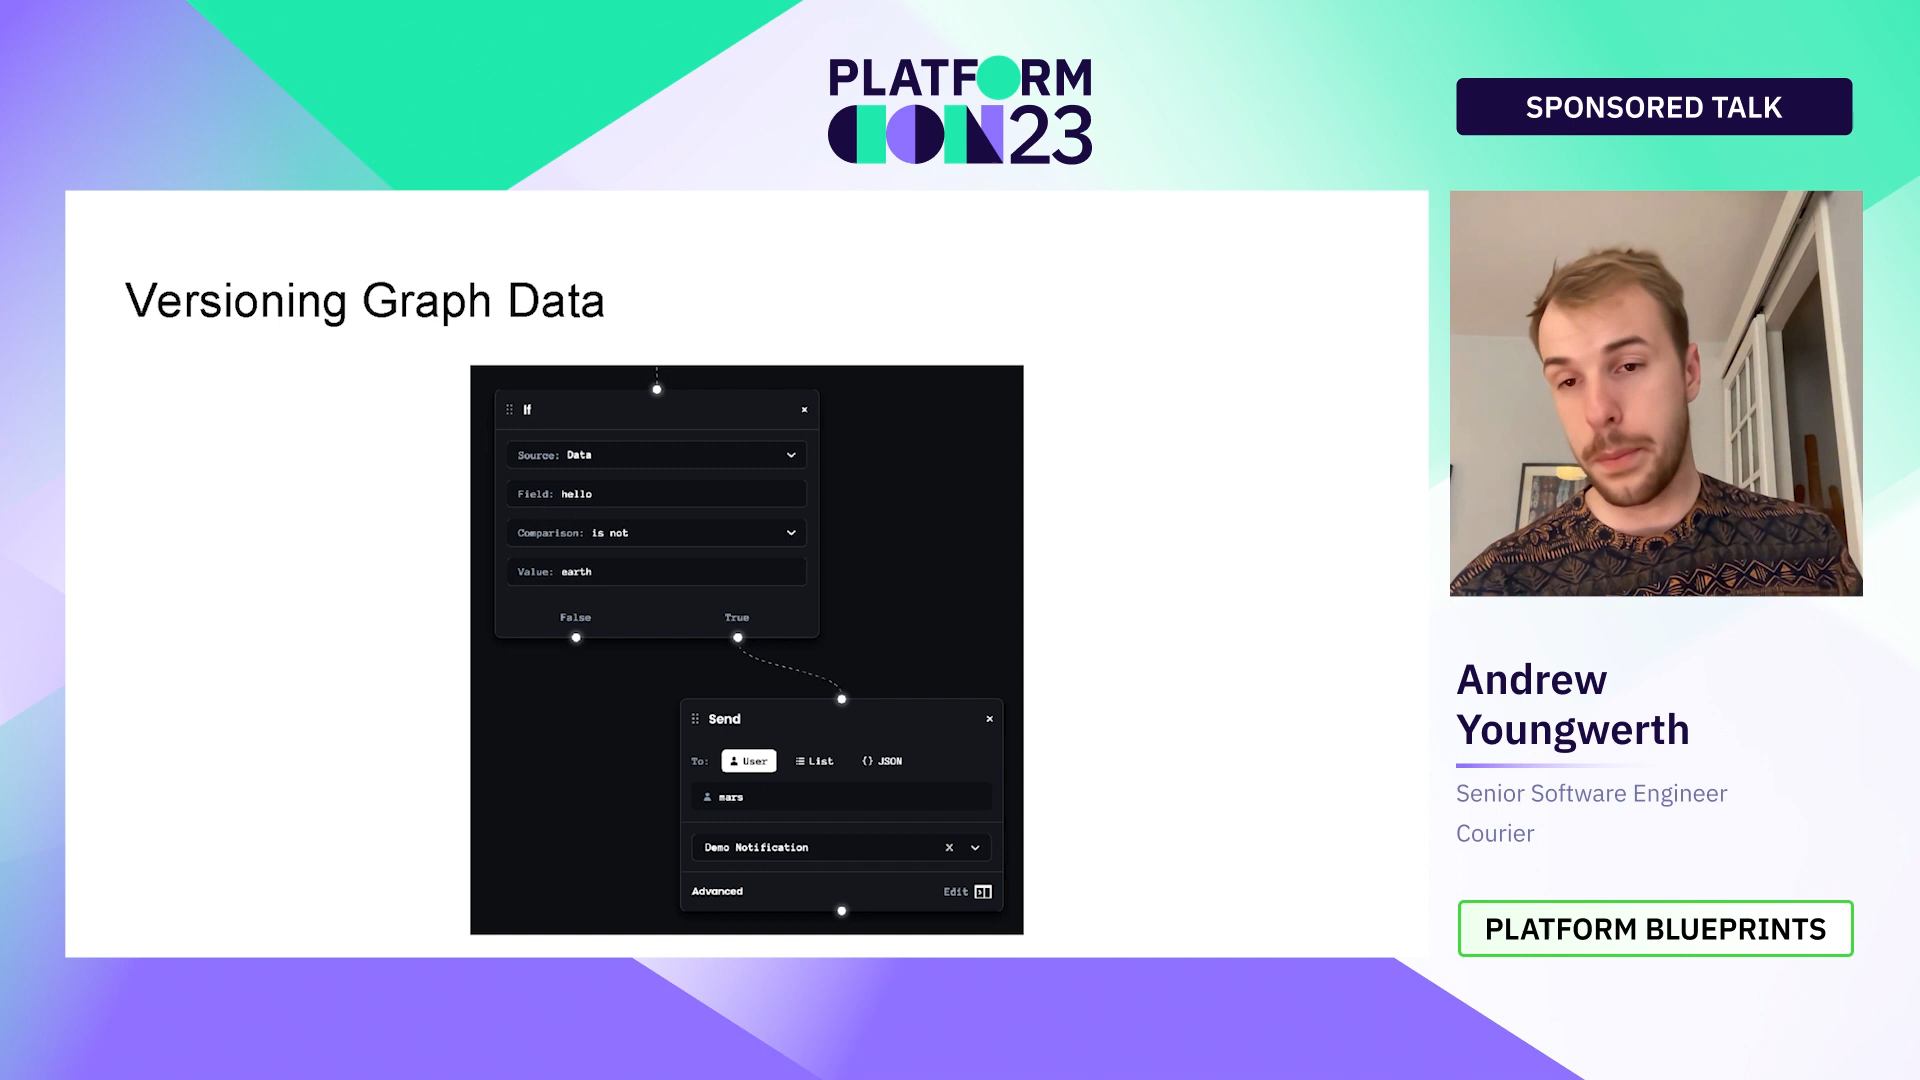 PLATFORM
CON23
SPONSORED TALK
Versioning Graph Data
If
Source: Data
Field: hello
Comparison: is not
Value: earth
False True
Send
To: User List {} JSON
mars
Demo Notification
Advanced Edit
Andrew
Youngwerth
Senior Software Engineer
Courier
PLATFORM BLUEPRINTS